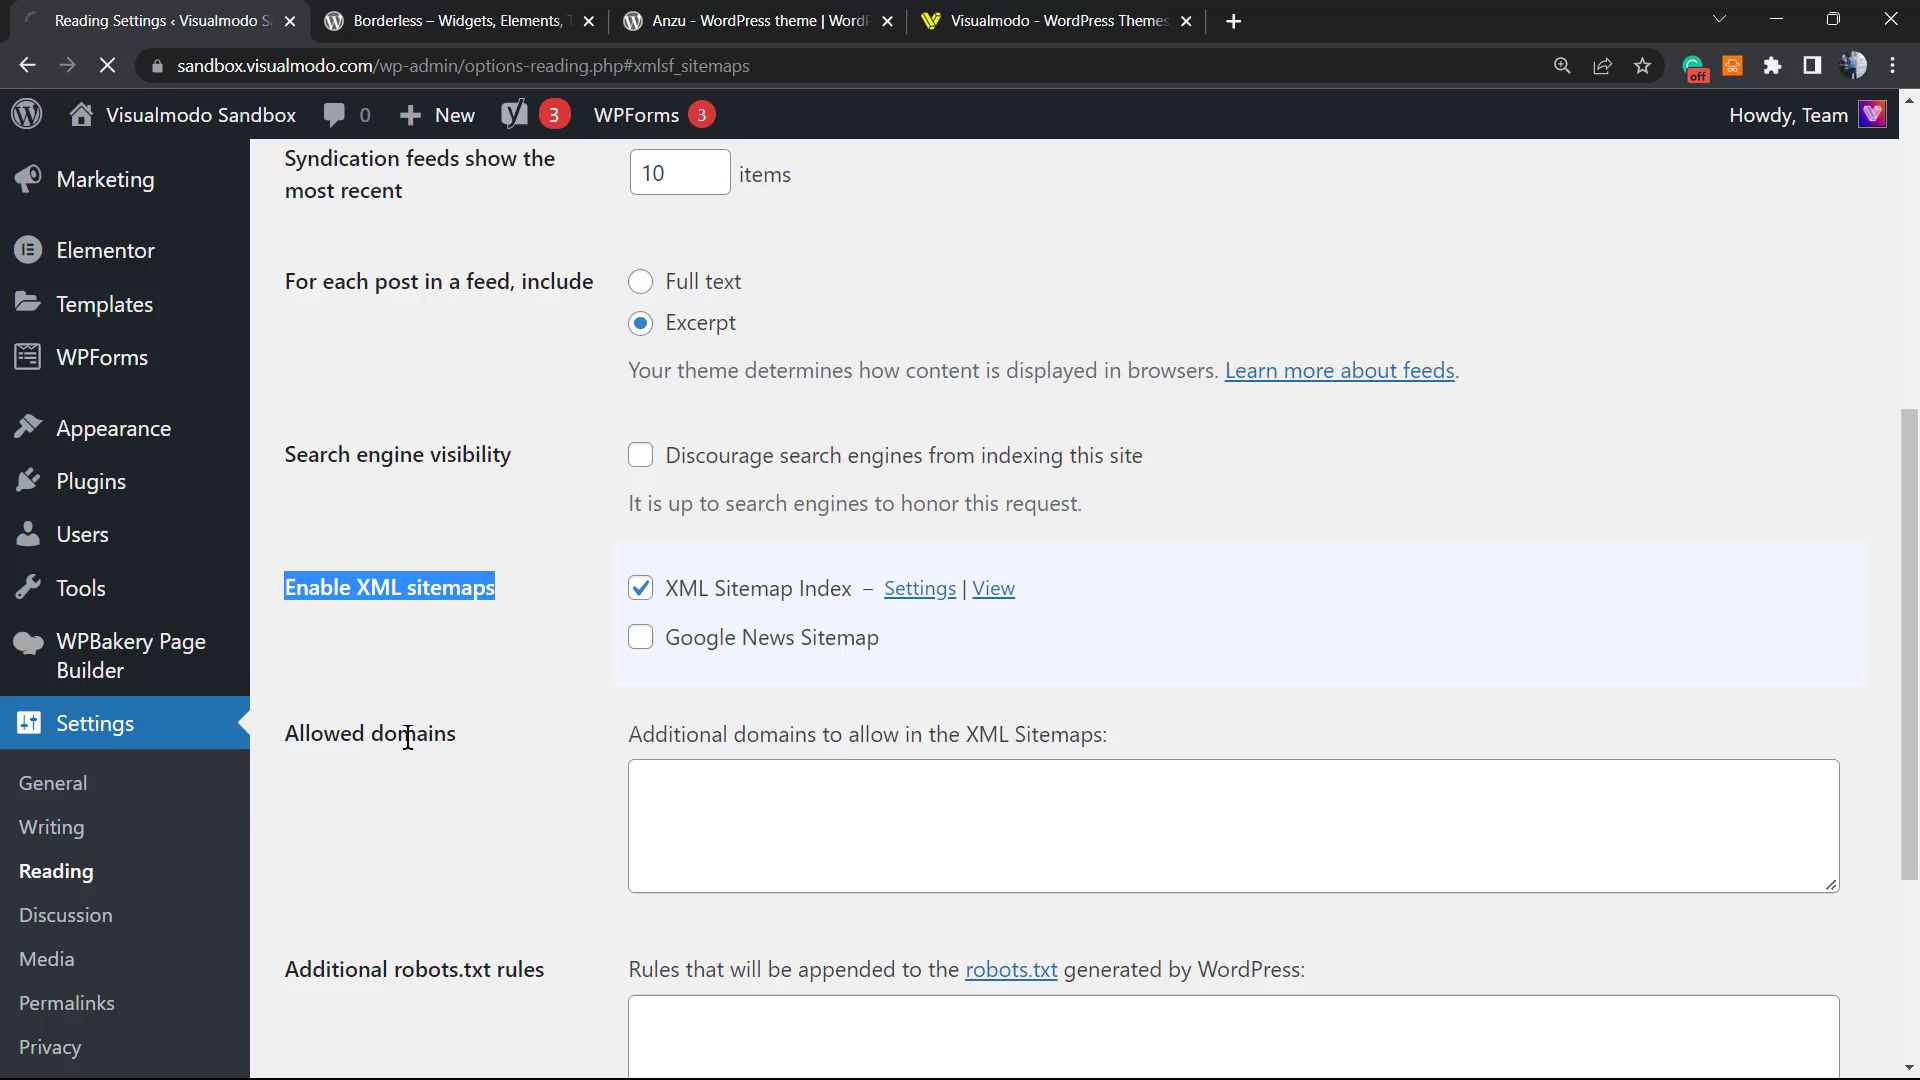 Reading Settings ‹ Visualmodo S
Borderless – Widgets, Elements,
Anzu - WordPress theme | Word
Visualmodo - WordPress Themes
sandbox.visualmodo.com/wp-admin/options-reading.php#xmlsf_sitemaps
off
Visualmodo Sandbox
0
New
3
WPForms
3
Howdy, Team
Marketing
Elementor
Templates
WPForms
Appearance
Plugins
Users
Tools
WPBakery Page
Builder
Settings
General
Writing
Reading
Discussion
Media
Permalinks
Privacy
Syndication feeds show the
most recent
10
items
For each post in a feed, include
Full text
Excerpt
Your theme determines how content is displayed in browsers. Learn more about feeds.
Search engine visibility
Discourage search engines from indexing this site
It is up to search engines to honor this request.
Enable XML sitemaps
XML Sitemap Index – Settings | View
Google News Sitemap
Allowed domains
Additional domains to allow in the XML Sitemaps:
Additional robots.txt rules
Rules that will be appended to the robots.txt generated by WordPress: